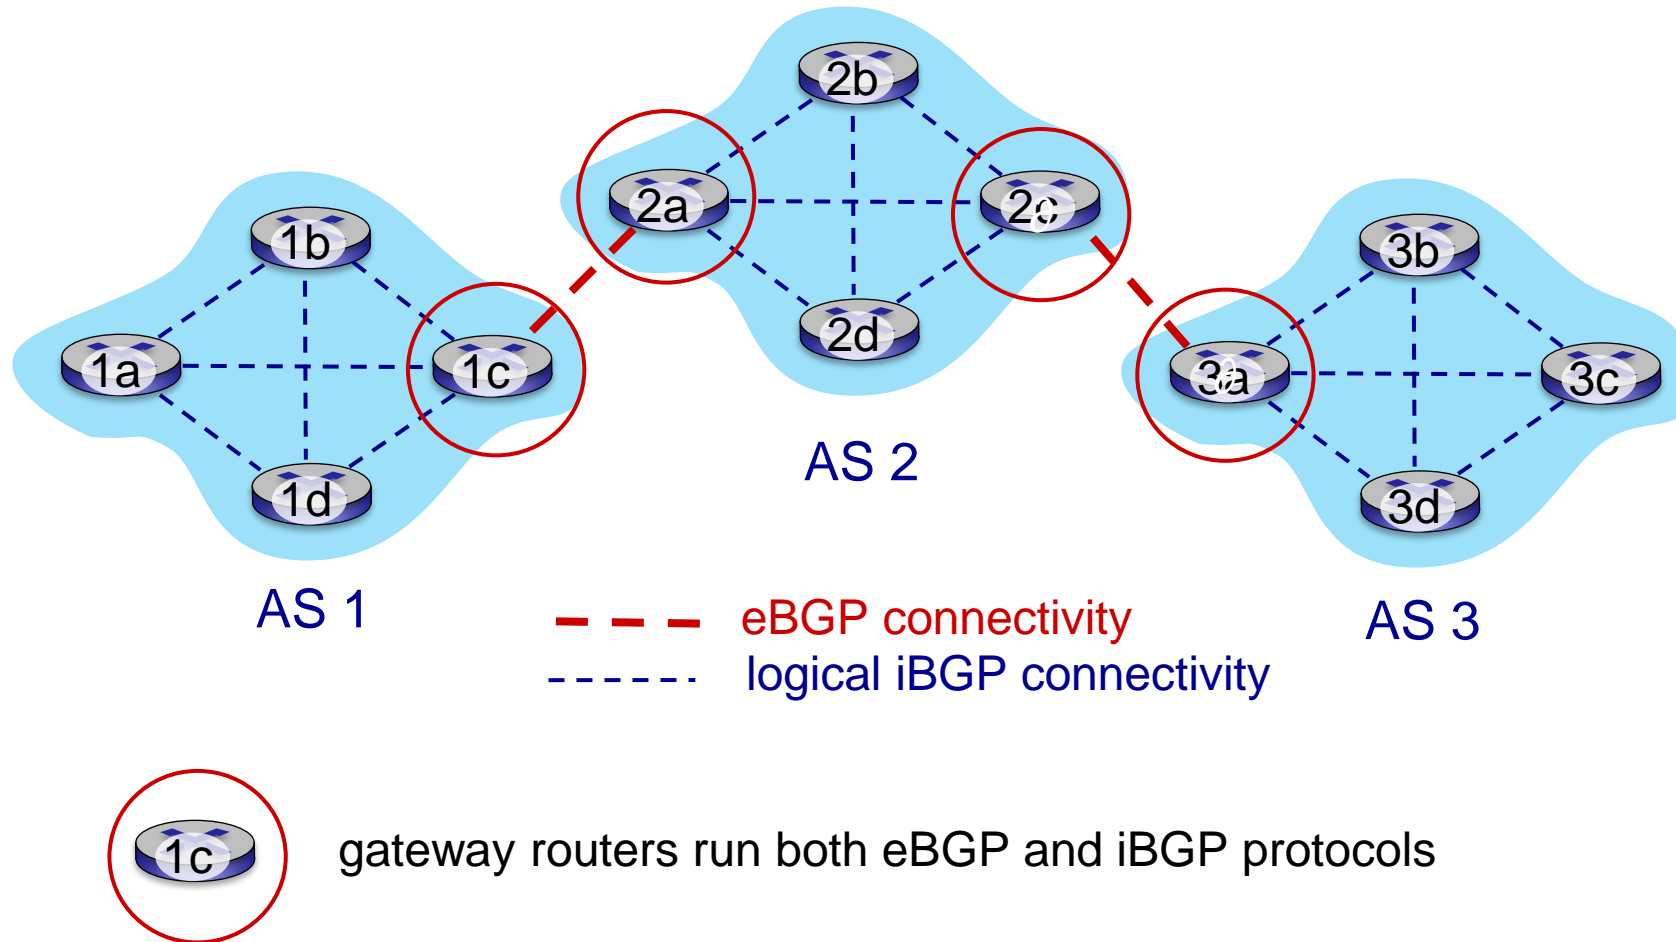 2b
2a
2c
1b
3b
2d
1a
1c
3a
3c
AS 2
1d
3d
AS 1
eBGP connectivity
AS 3
logical iBGP connectivity
1c
gateway routers run both eBGP and iBGP protocols